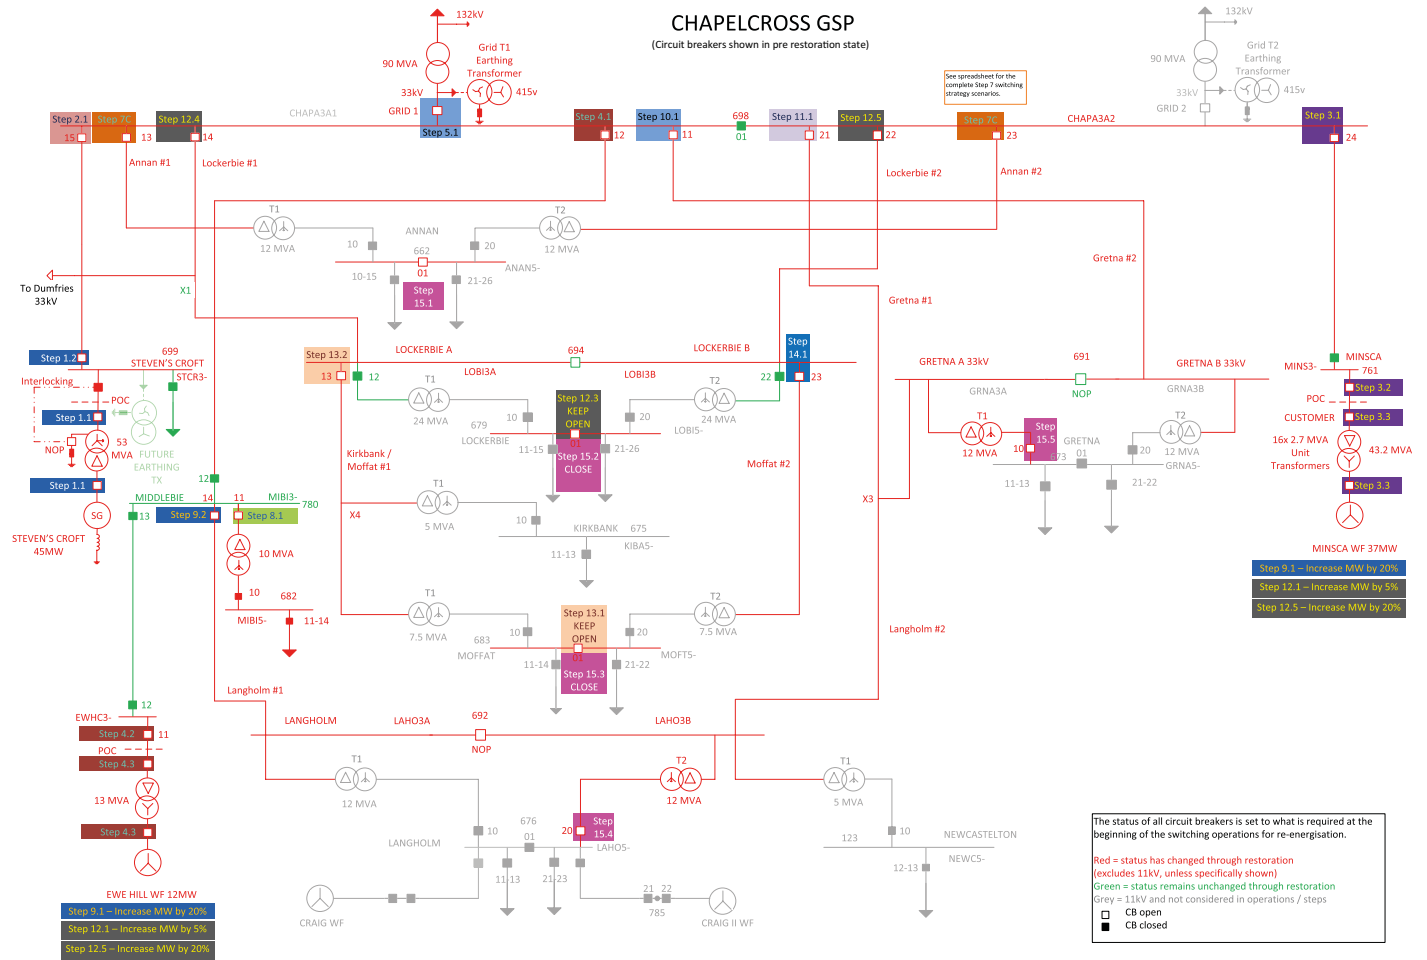 CHAPELCROSS GSP
(Circuit breakers shown in pre restoration state)
132kV
90 MVA
Grid T1
Earthing
Transformer
33kV
415v
GRID 1
Step 5.1
132kV
90 MVA
Grid T2
Earthing
Transformer
33kV
415v
GRID 2
See spreadsheet for the
complete Step 7 switching
strategy scenarios.
Step 2.1
15
Step 7C
13
Step 12.4
14
CHAPA3A1
Step 4.1
12
Step 10.1
11
698
01
Step 11.1
21
Step 12.5
22
Step 7C
23
CHAPA3A2
Step 3.1
24
Annan #1
Lockerbie #1
Lockerbie #2
Annan #2
T1
12 MVA
ANNAN
T2
12 MVA
10
662
01
20
ANAN5-
10-15
21-26
Step
15.1
Gretna #2
Gretna #1
To Dumfries
33kV
X1
Step 1.2
699
STEVEN'S CROFT
STCR3-
Interlocking
POC
Step 1.1
NOP
53
MVA
FUTURE
EARTHING
TX
Step 1.1
SG
STEVEN'S CROFT
45MW
Step 13.2
13
12
LOCKERBIE A
LOBI3A
694
LOCKERBIE B
LOBI3B
Step
14.1
22
23
T1
24 MVA
T2
24 MVA
Step 12.3
KEEP
OPEN
01
Step 15.2
CLOSE
679
LOCKERBIE
10
20
LOBI5-
11-15
21-26
Kirkbank /
Moffat #1
Moffat #2
X4
X3
T1
5 MVA
10
KIRKBANK
675
KIBA5-
11-13
GRETNA A 33kV
691
GRETNA B 33kV
GRNA3A
NOP
GRNA3B
T1
12 MVA
10
Step
15.5
GRETNA
673
01
T2
12 MVA
20
GRNA5-
11-13
21-22
MINSCA
MINS3-
761
Step 3.2
POC
CUSTOMER
Step 3.3
16x 2.7 MVA
Unit
Transformers
43.2 MVA
Step 3.3
MINSCA WF 37MW
Step 9.1 – Increase MW by 20%
Step 12.1 – Increase MW by 5%
Step 12.5 – Increase MW by 20%
12
MIDDLEBIE
14
11
MIBI3-
780
13
Step 9.2
Step 8.1
10 MVA
10
682
MIBI5-
11-14
T1
7.5 MVA
Step 13.1
KEEP
OPEN
01
Step 15.3
CLOSE
T2
7.5 MVA
10
683
MOFFAT
20
MOFT5-
11-14
21-22
Langholm #2
Langholm #1
12
EWHC3-
Step 4.2
11
POC
Step 4.3
13 MVA
Step 4.3
EWE HILL WF 12MW
Step 9.1 – Increase MW by 20%
Step 12.1 – Increase MW by 5%
Step 12.5 – Increase MW by 20%
LANGHOLM
LAHO3A
692
NOP
LAHO3B
T1
12 MVA
T2
12 MVA
T1
5 MVA
LANGHOLM
10
676
01
20
Step
15.4
LAHO5-
11-13
21-23
CRAIG WF
21
22
785
CRAIG II WF
123
10
NEWCASTELTON
NEWC5-
12-13
The status of all circuit breakers is set to what is required at the
beginning of the switching operations for re-energisation.
Red = status has changed through restoration
(excludes 11kV, unless specifically shown)
Green = status remains unchanged through restoration
Grey = 11kV and not considered in operations / steps
CB open
CB closed